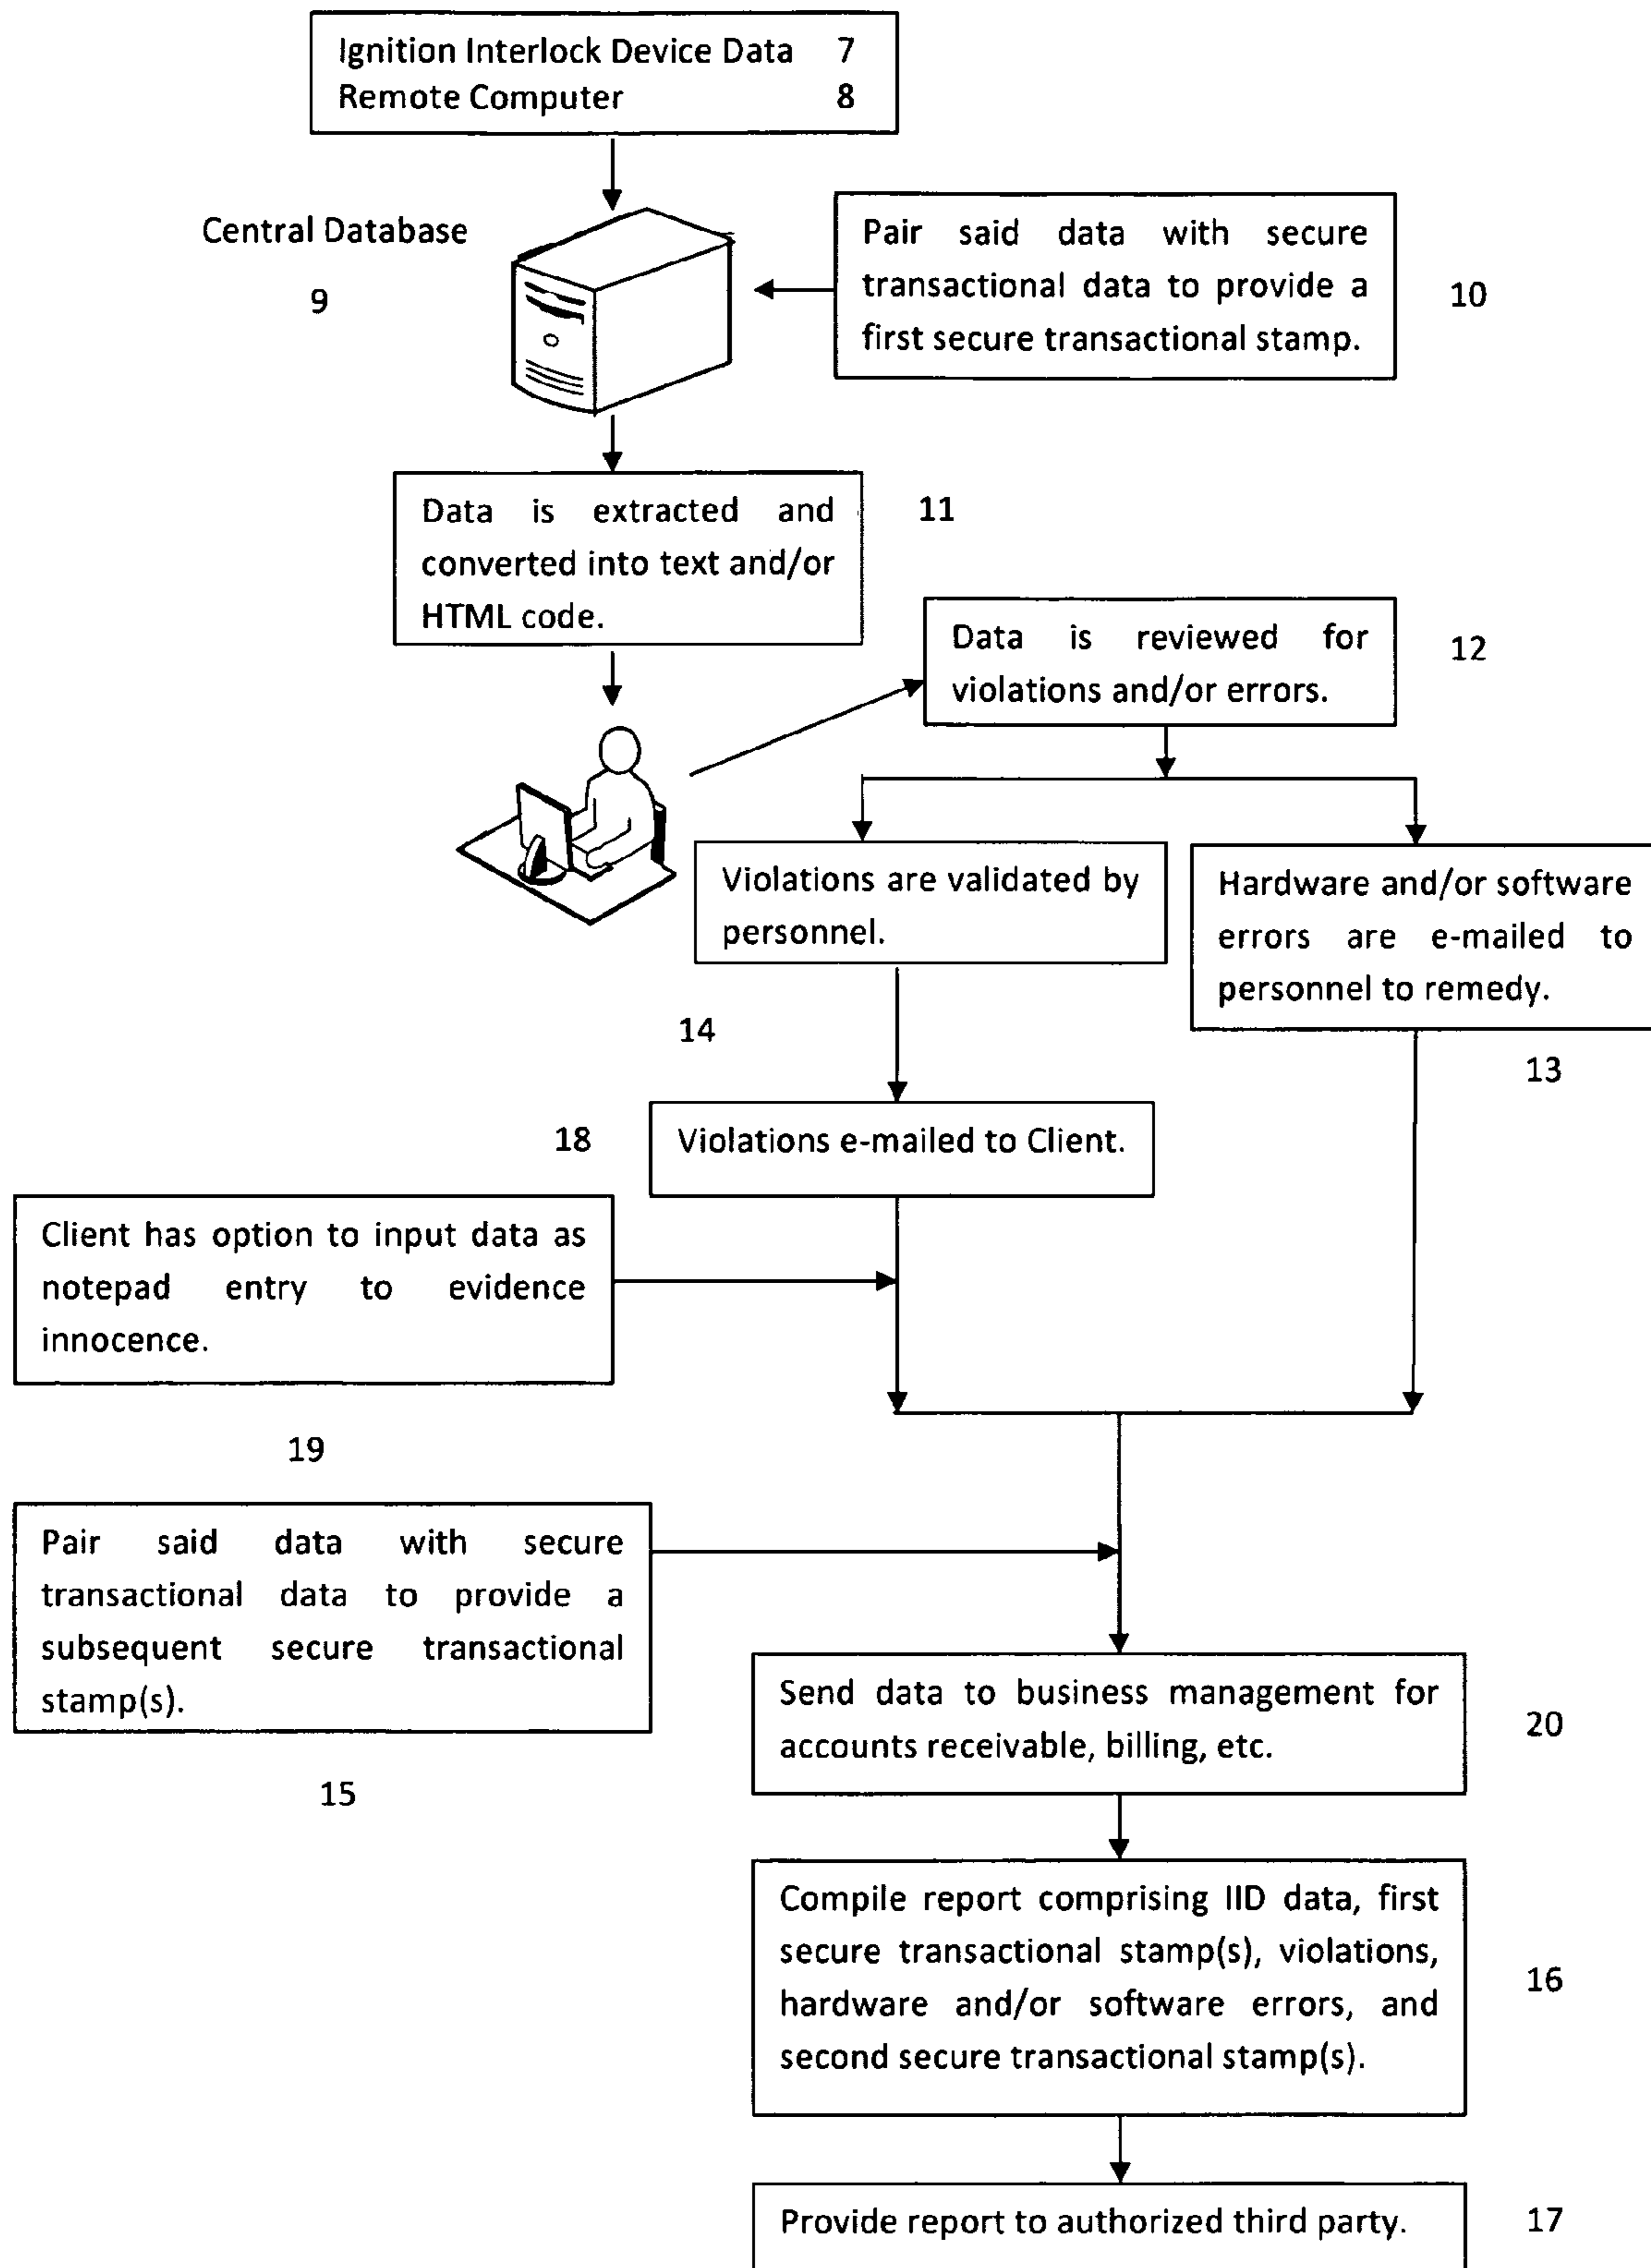 Ignition Interlock Device Data 7
Remote Computer 8
Central Database
9
Pair said data with secure
transactional data to provide a
first secure transactional stamp.
10
Data is extracted and
converted into text and/or
HTML code.
11
Data is reviewed for
violations and/or errors.
12
Violations are validated by
personnel.
14
Hardware and/or software
errors are e-mailed to
personnel to remedy.
13
18
Violations e-mailed to Client.
Client has option to input data as
notepad entry to evidence
innocence.
19
Pair said data with secure
transactional data to provide a
subsequent secure transactional
stamp(s).
15
Send data to business management for
accounts receivable, billing, etc.
20
Compile report comprising IID data, first
secure transactional stamp(s), violations,
hardware and/or software errors, and
second secure transactional stamp(s).
16
Provide report to authorized third party.
17